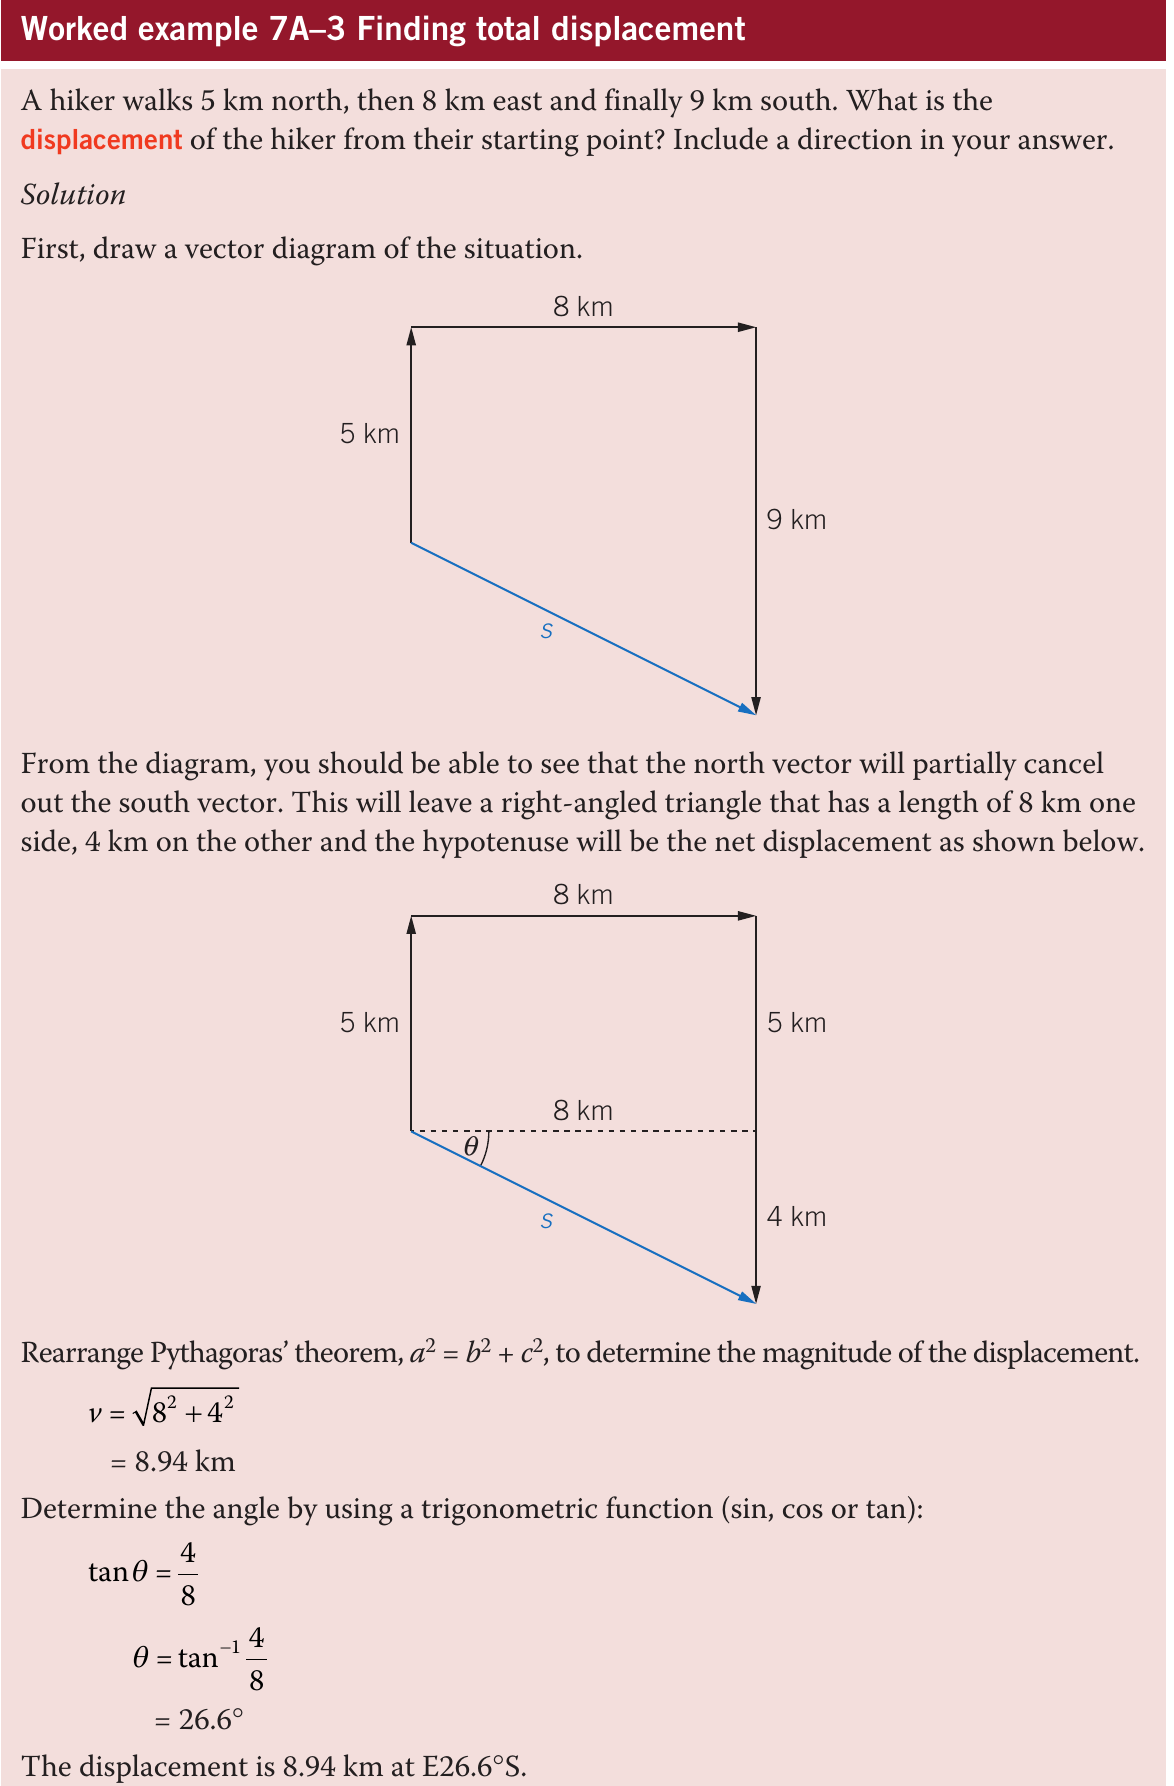 Worked example 7A–3 Finding total displacement
A hiker walks 5 km north, then 8 km east and finally 9 km south. What is the
displacement of the hiker from their starting point? Include a direction in your answer.
Solution
First, draw a vector diagram of the situation.
8 km
5 km
9 km
s
From the diagram, you should be able to see that the north vector will partially cancel
out the south vector. This will leave a right-angled triangle that has a length of 8 km one
side, 4 km on the other and the hypotenuse will be the net displacement as shown below.
8 km
5 km
5 km
8 km
θ
s
4 km
Rearrange Pythagoras’ theorem, a² = b² + c², to determine the magnitude of the displacement.
v = √8² + 4²
= 8.94 km
Determine the angle by using a trigonometric function (sin, cos or tan):
tan θ = 4/8
θ = tan⁻¹ 4/8
= 26.6°
The displacement is 8.94 km at E26.6°S.